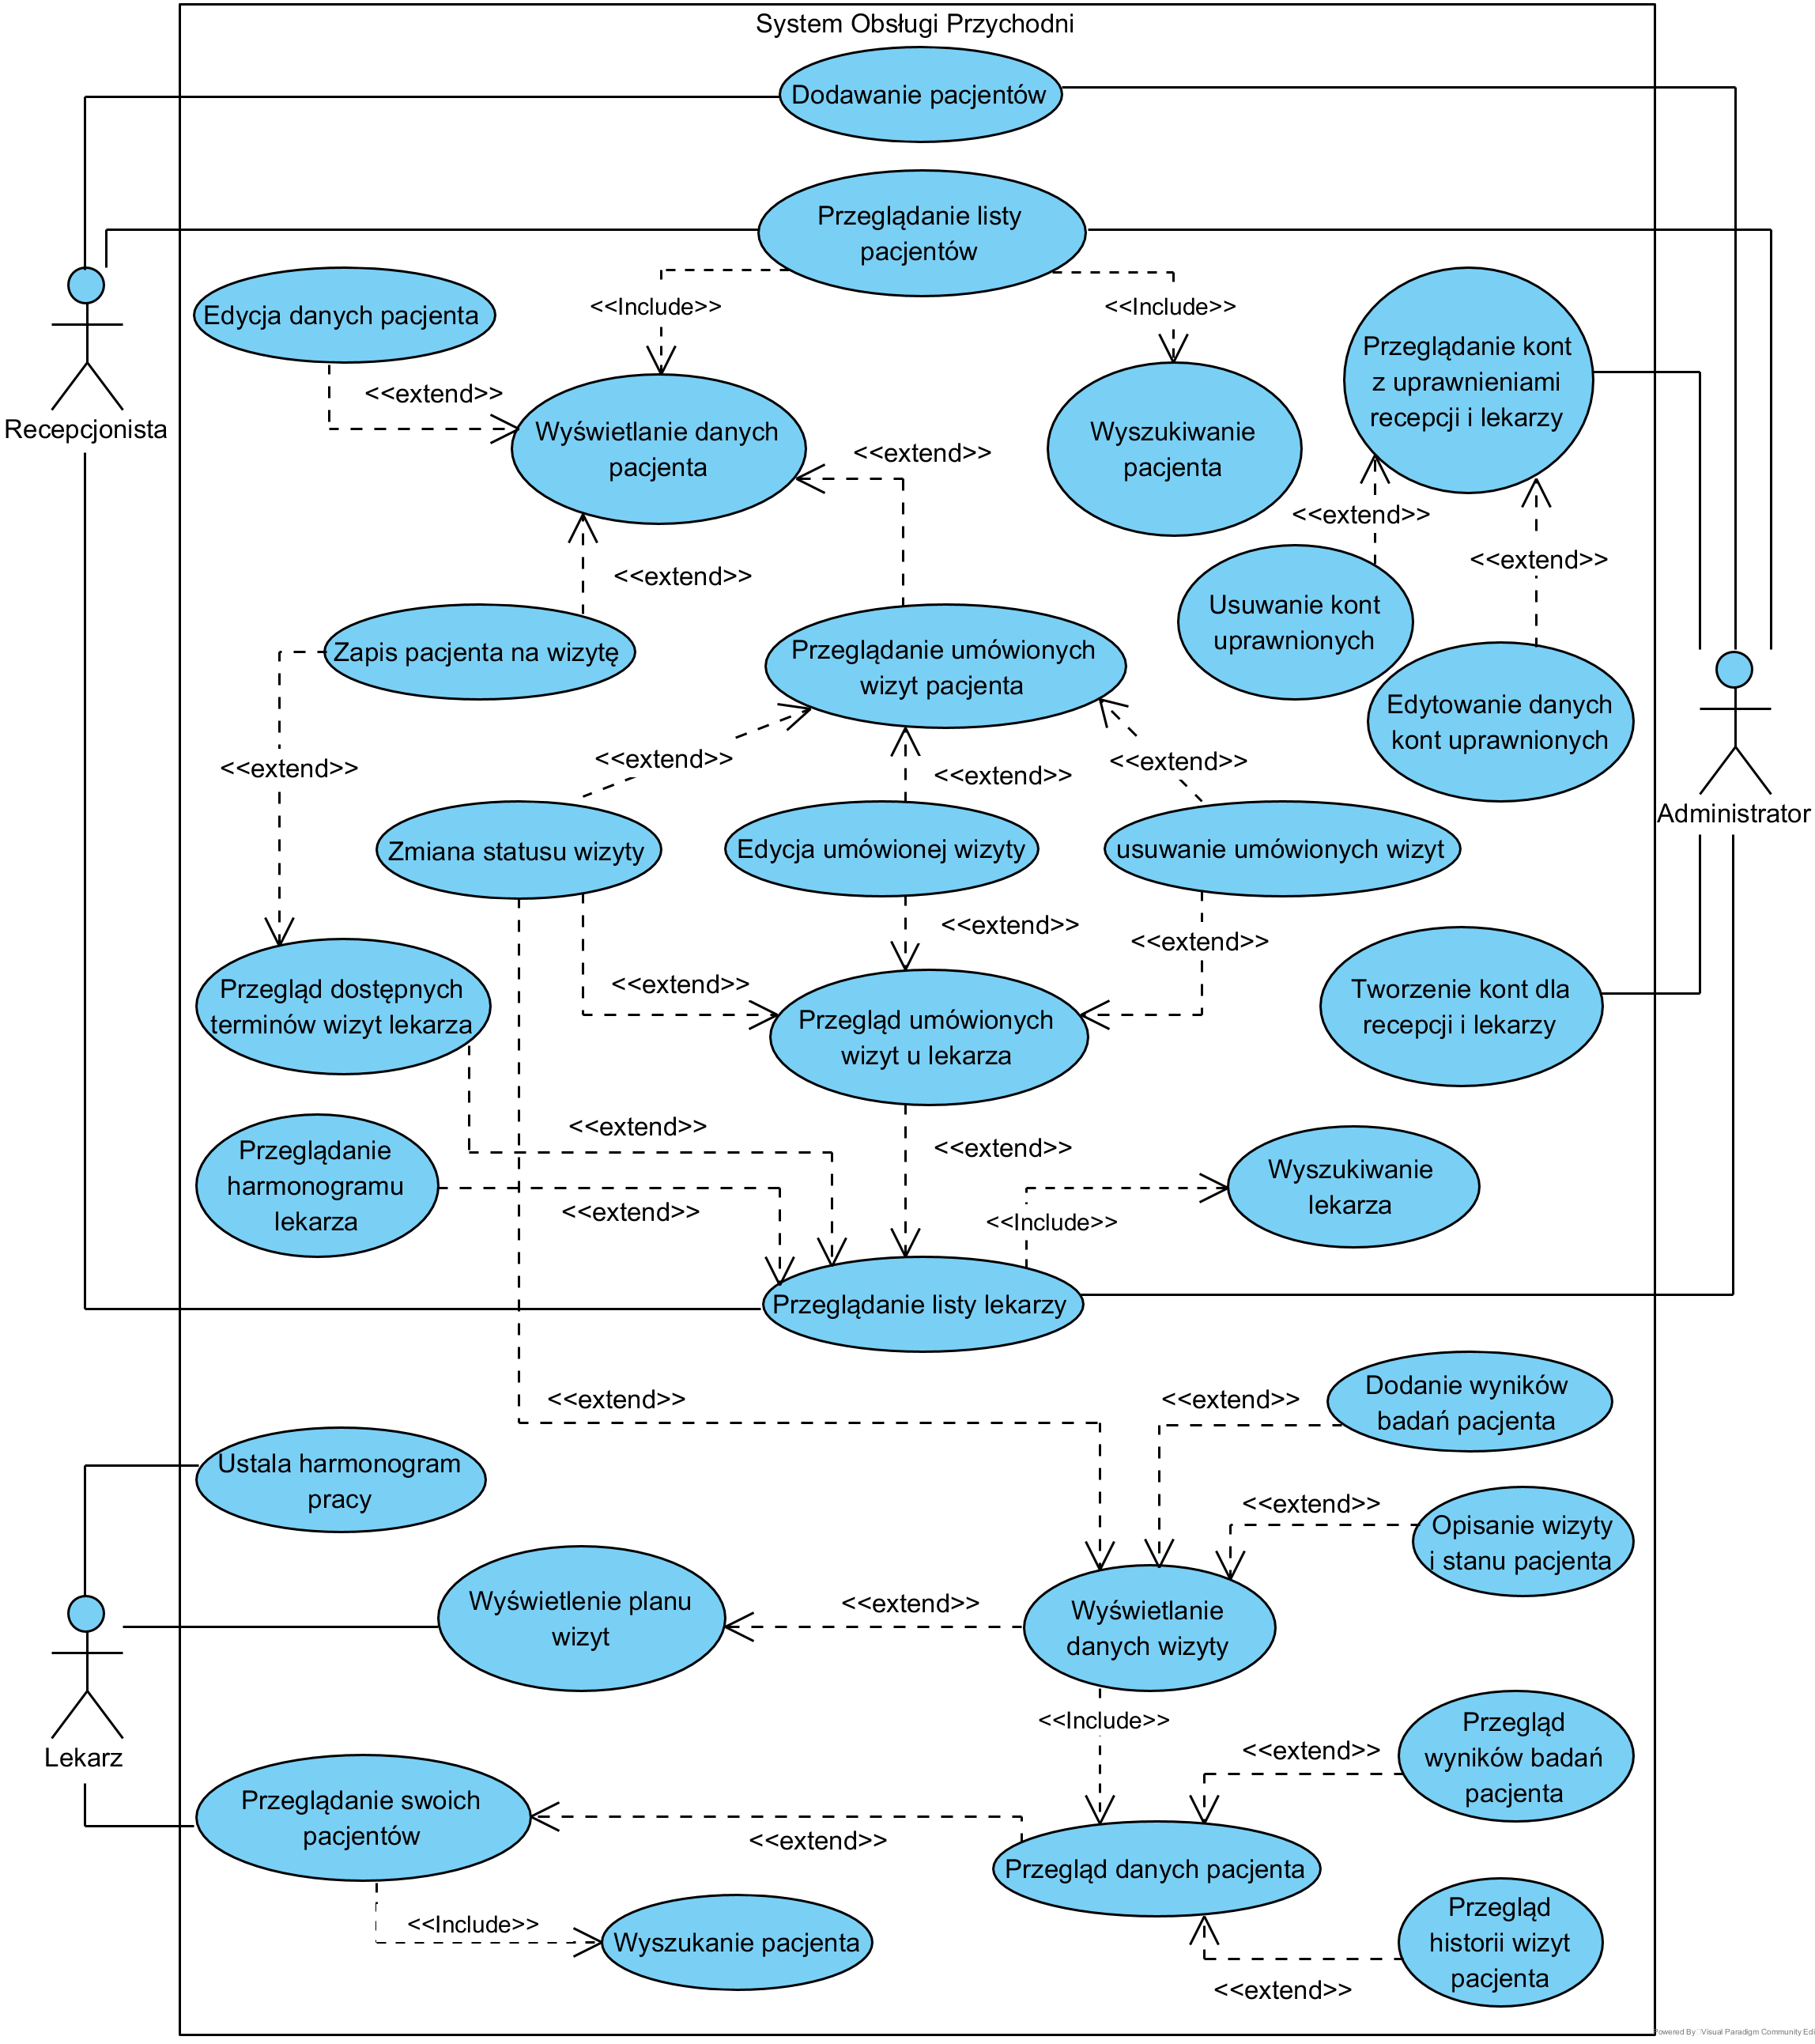 System Obsługi Przychodni
Dodawanie pacjentów
Przeglądanie listy
pacjentów
<<Include>>
<<Include>>
Edycja danych pacjenta
<<extend>>
Recepcjonista
Wyświetlanie danych
pacjenta
Wyszukiwanie
pacjenta
Przeglądanie kont
z uprawnieniami
recepcji i lekarzy
<<extend>>
<<extend>>
<<extend>>
<<extend>>
Usuwanie kont
uprawnionych
Zapis pacjenta na wizytę
Przeglądanie umówionych
wizyt pacjenta
Edytowanie danych
kont uprawnionych
Administrator
<<extend>>
<<extend>>
<<extend>>
<<extend>>
Zmiana statusu wizyty
Edycja umówionej wizyty
usuwanie umówionych wizyt
<<extend>>
<<extend>>
<<extend>>
Przegląd dostępnych
terminów wizyt lekarza
Przegląd umówionych
wizyt u lekarza
Tworzenie kont dla
recepcji i lekarzy
<<extend>>
<<extend>>
Przeglądanie
harmonogramu
lekarza
<<extend>>
<<Include>>
Wyszukiwanie
lekarza
Przeglądanie listy lekarzy
<<extend>>
<<extend>>
Dodanie wyników
badań pacjenta
Ustala harmonogram
pracy
<<extend>>
Opisanie wizyty
i stanu pacjenta
Wyświetlenie planu
wizyt
<<extend>>
Wyświetlanie
danych wizyty
Lekarz
<<Include>>
<<extend>>
Przegląd
wyników badań
pacjenta
Przeglądanie swoich
pacjentów
<<extend>>
Przegląd danych pacjenta
<<Include>>
Wyszukanie pacjenta
Przegląd
historii wizyt
pacjenta
<<extend>>
Powered By Visual Paradigm Community Edi